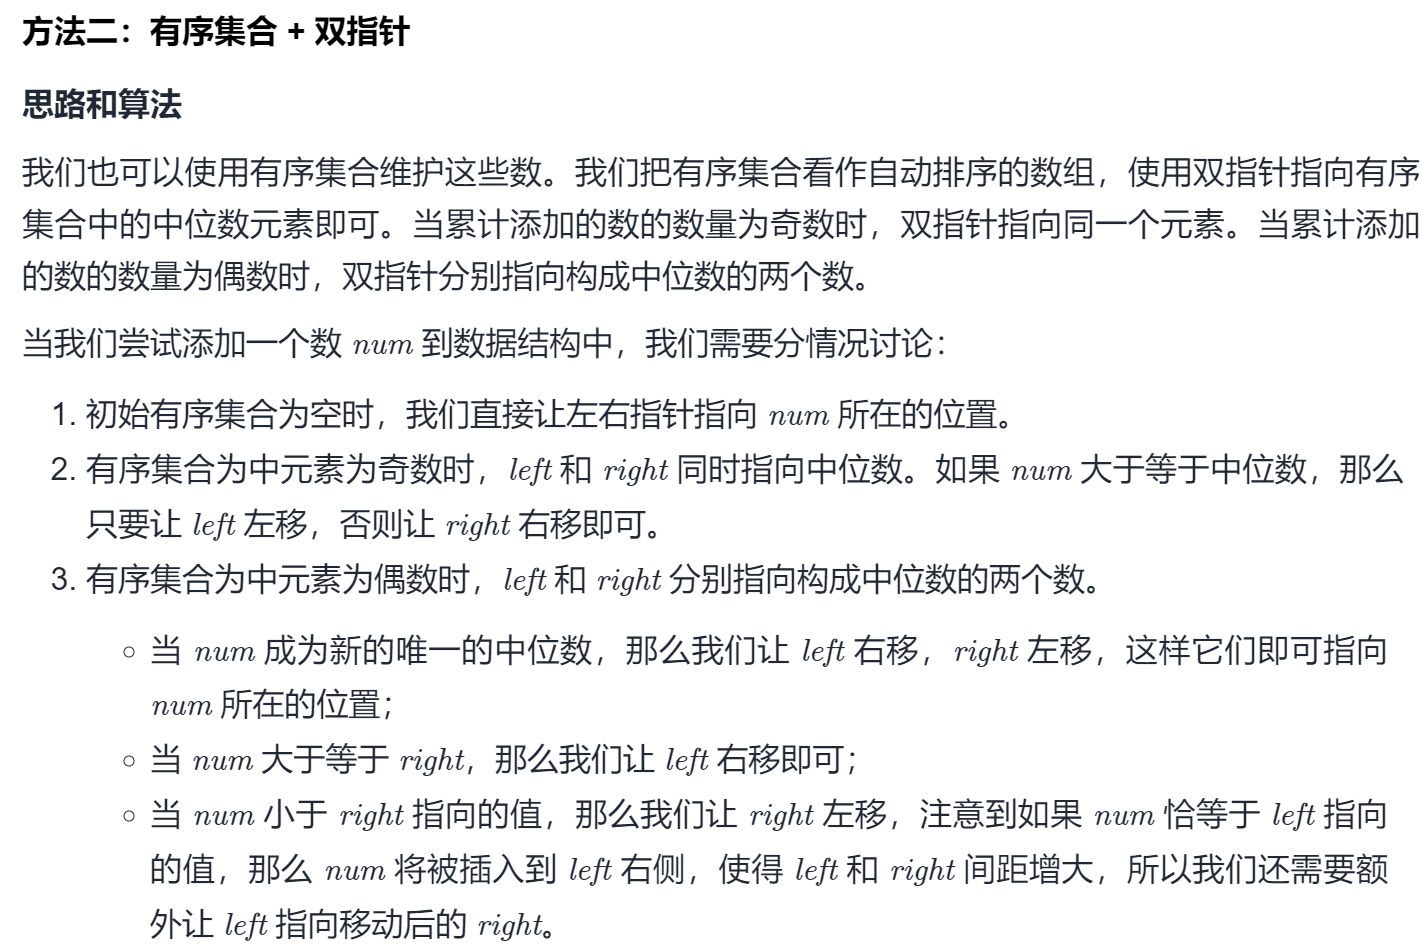 方法二：有序集合 + 双指针
思路和算法
我们也可以使用有序集合维护这些数。我们把有序集合看作自动排序的数组，使用双指针指向有序
集合中的中位数元素即可。当累计添加的数的数量为奇数时，双指针指向同一个元素。当累计添加
的数的数量为偶数时，双指针分别指向构成中位数的两个数。
当我们尝试添加一个数 num 到数据结构中，我们需要分情况讨论：
1. 初始有序集合为空时，我们直接让左右指针指向 num 所在的位置。
2. 有序集合为中元素为奇数时，left 和 right 同时指向中位数。如果 num 大于等于中位数，那么
只要让 left 左移，否则让 right 右移即可。
3. 有序集合为中元素为偶数时，left 和 right 分别指向构成中位数的两个数。
◦ 当 num 成为新的唯一的中位数，那么我们让 left 右移，right 左移，这样它们即可指向
num 所在的位置；
◦ 当 num 大于等于 right，那么我们让 left 右移即可；
◦ 当 num 小于 right 指向的值，那么我们让 right 左移，注意到如果 num 恰等于 left 指向
的值，那么 num 将被插入到 left 右侧，使得 left 和 right 间距增大，所以我们还需要额
外让 left 指向移动后的 right。